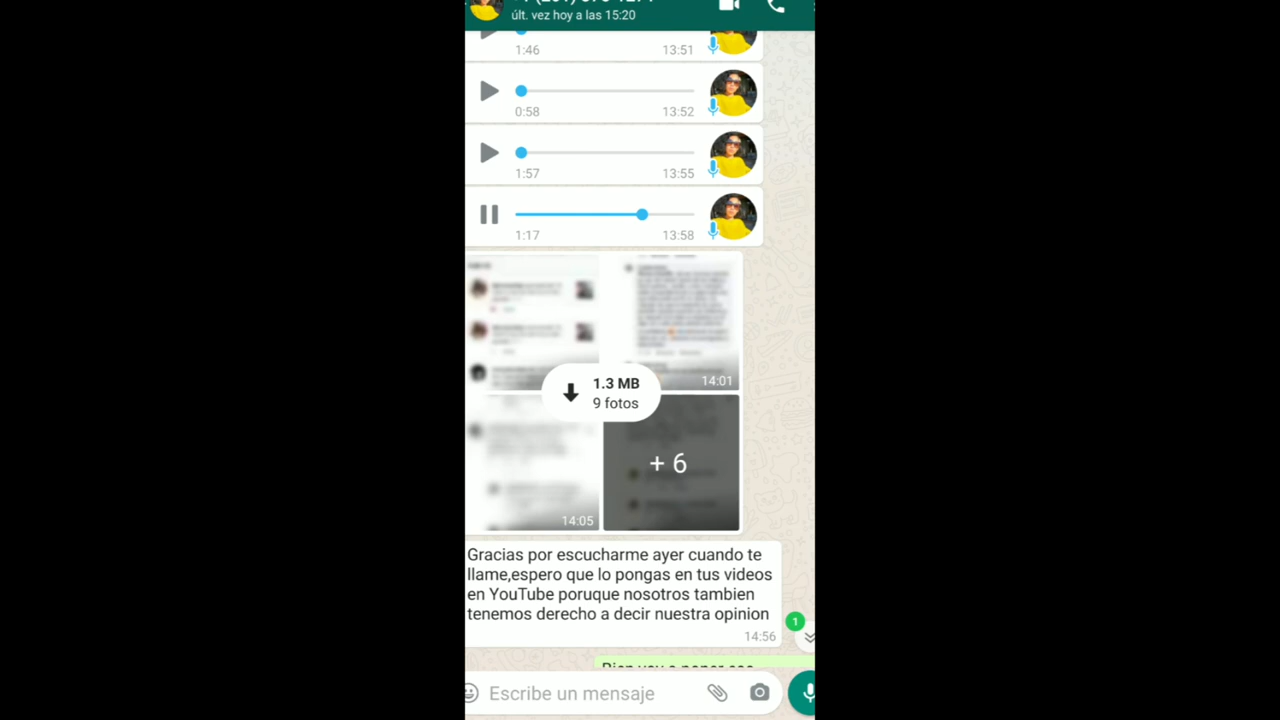 últ. vez hoy a las 15:20
1:46 13:51
0:58 13:52
1:57 13:55
1:17 13:58
14:01
1.3 MB
9 fotos
+ 6
14:05
Gracias por escucharme ayer cuando te
llame,espero que lo pongas en tus videos
en YouTube poruque nosotros tambien
tenemos derecho a decir nuestra opinion
14:56
1
Escribe un mensaje